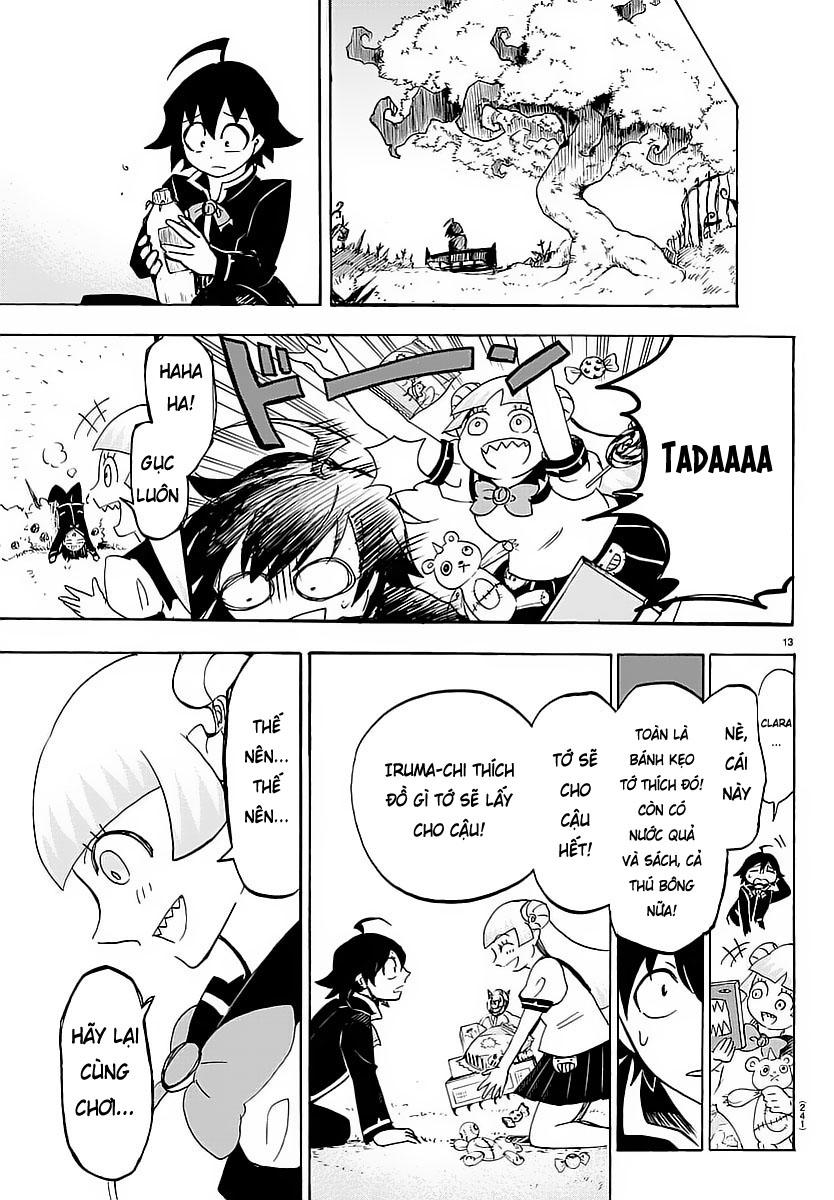 ドーン
TADAAAA
HAHA
HA!
GỤC
LUÔN
13
CLARA
...
NÈ, CÁI
NÀY
TOÀN LÀ
BÁNH KẸO
TỚ THÍCH ĐÓ!
CÒN CÓ
NƯỚC QUẢ
VÀ SÁCH, CẢ
THÚ BÔNG
NỮA!
TỚ SẼ
CHO
CẬU
HẾT!
IRUMA-CHI THÍCH
ĐỒ GÌ TỚ SẼ LẤY
CHO CẬU!
THẾ
NÊN...
THẾ
NÊN...
HÃY LẠI
CÙNG
CHƠI...
(241)